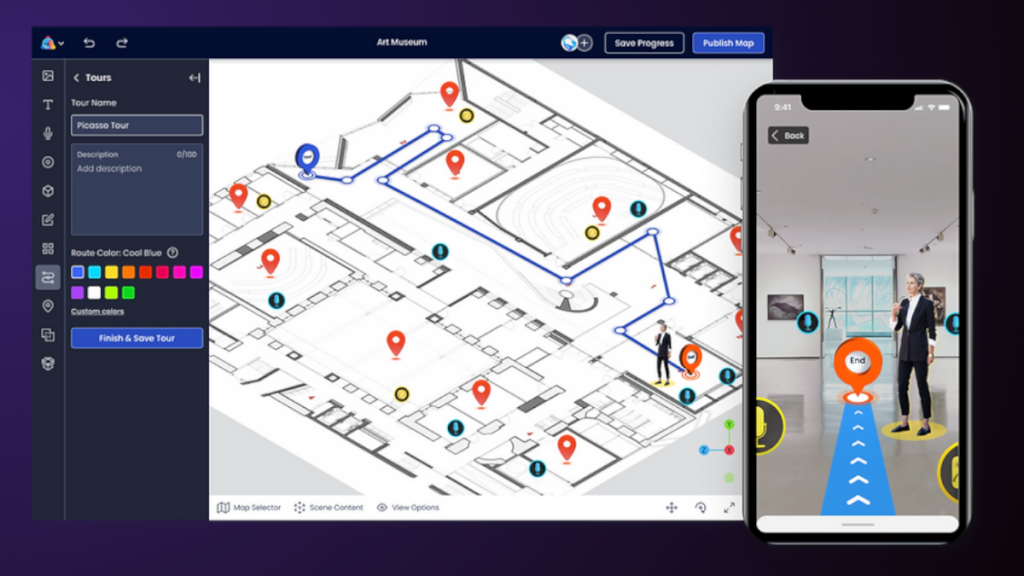 Art Museum
Save Progress
Publish Map
Tours
Tour Name
Picasso Tour
Description
0/100
Add description
Route Color: Cool Blue
Custom colors
Finish & Save Tour
Map Selector
Scene Content
View Options
Y
Z
X
9:41
Back
End